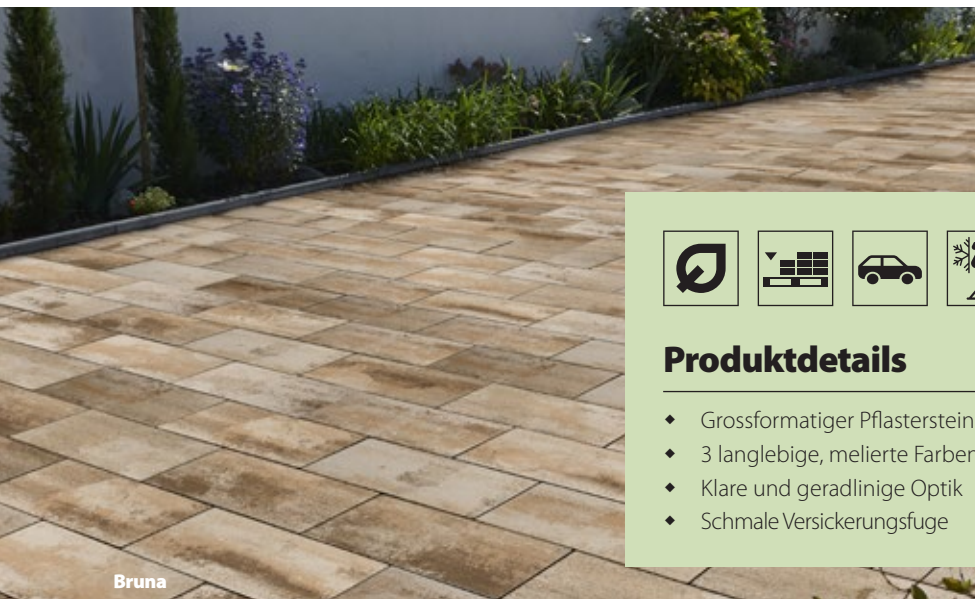 Produktdetails
Grossformatiger Pflasterstein
3 langlebige, melierte Farben
Klare und geradlinige Optik
Schmale Versickerungsfuge
Bruna